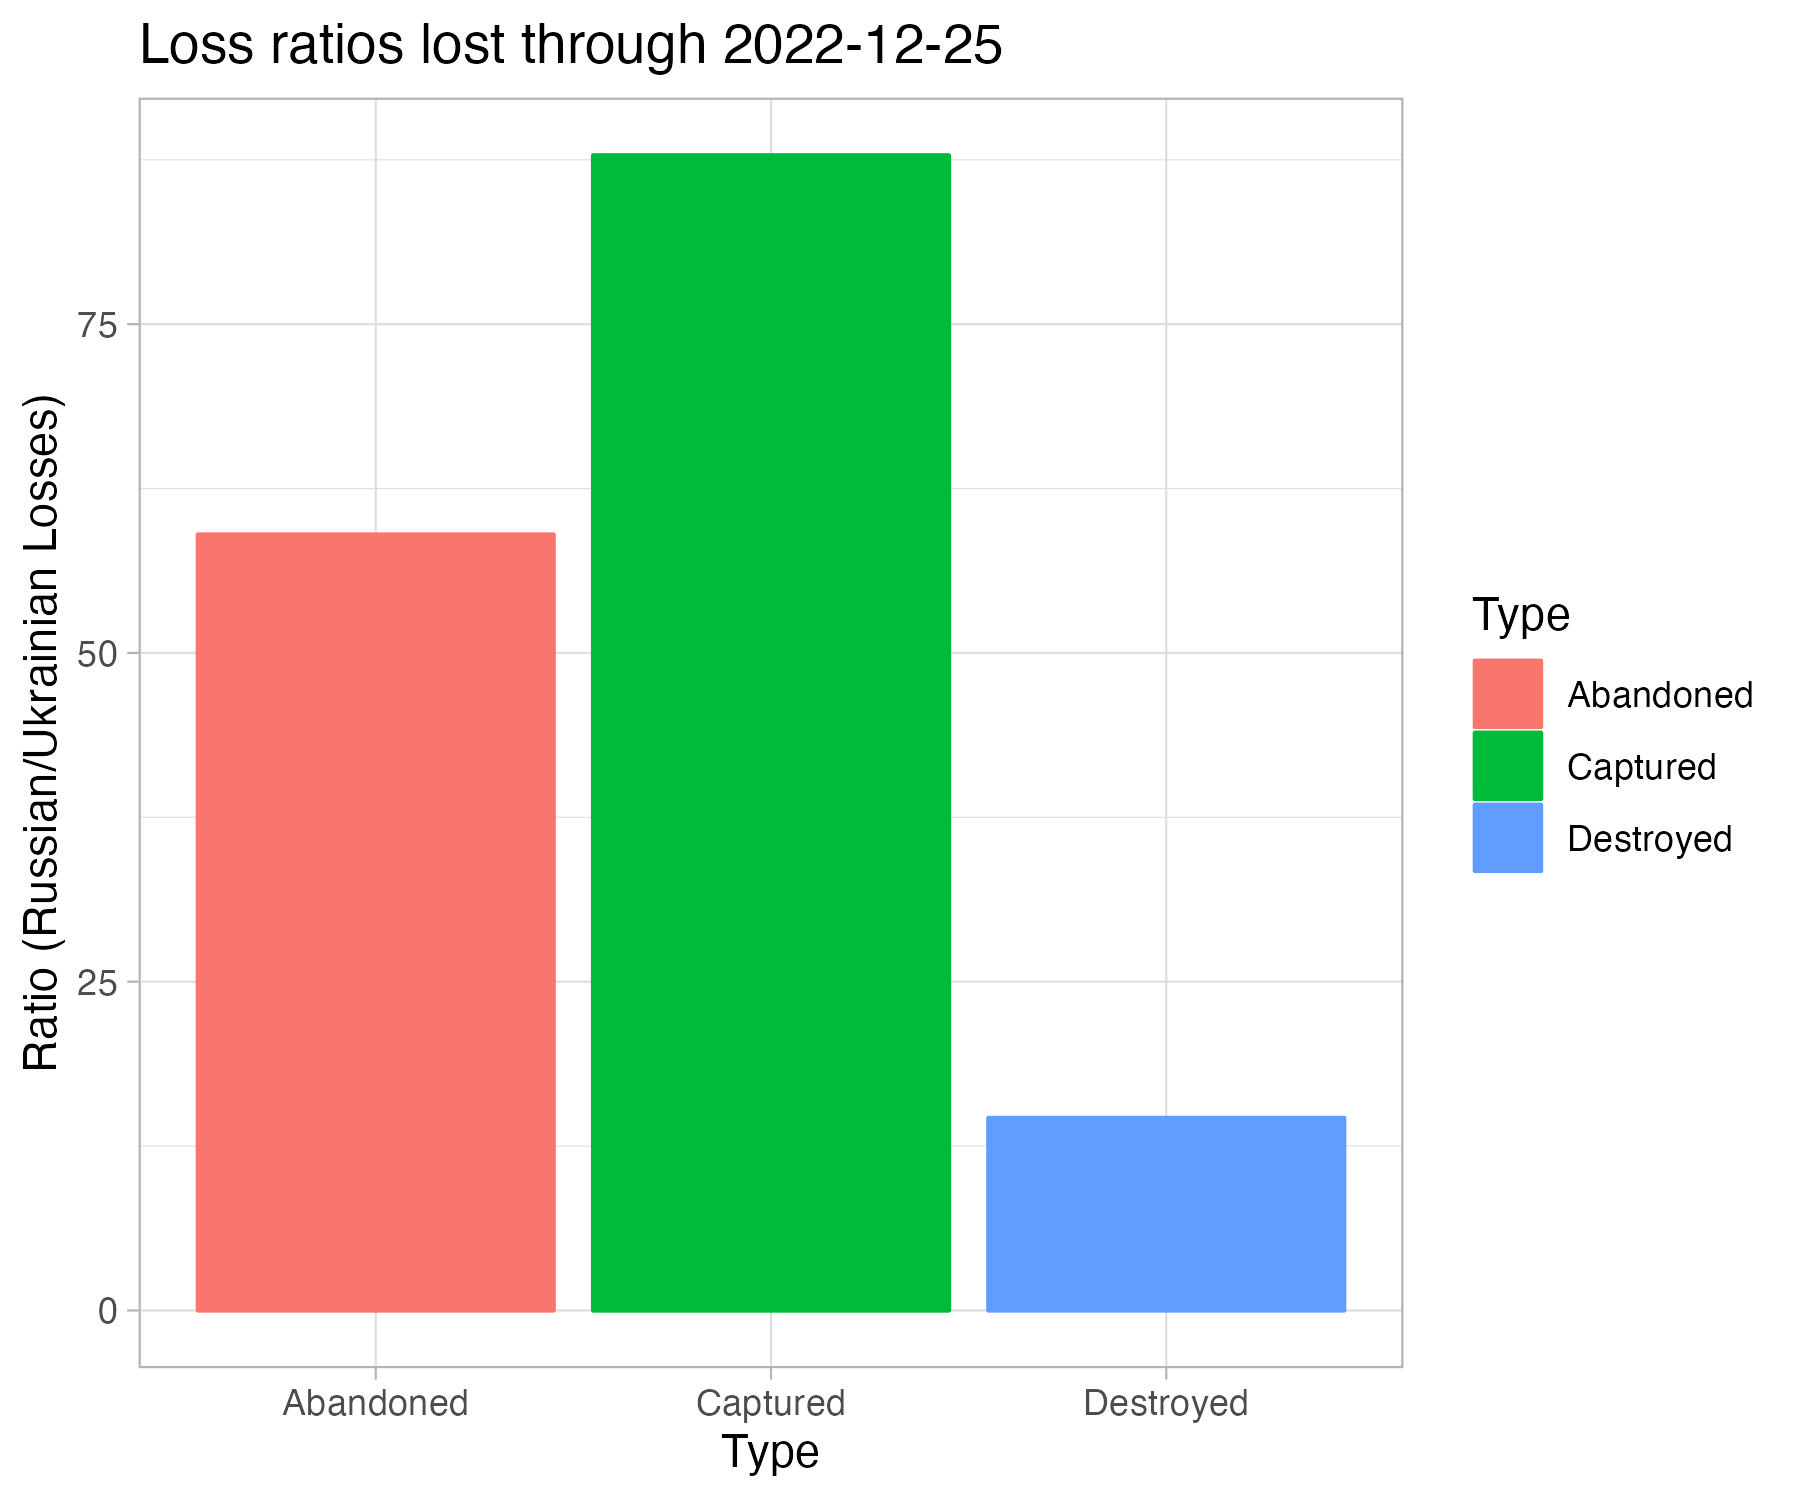 Loss ratios lost through 2022-12-25
Ratio (Russian/Ukrainian Losses)
75
50
25
0
Abandoned
Captured
Destroyed
Type
Type
Abandoned
Captured
Destroyed